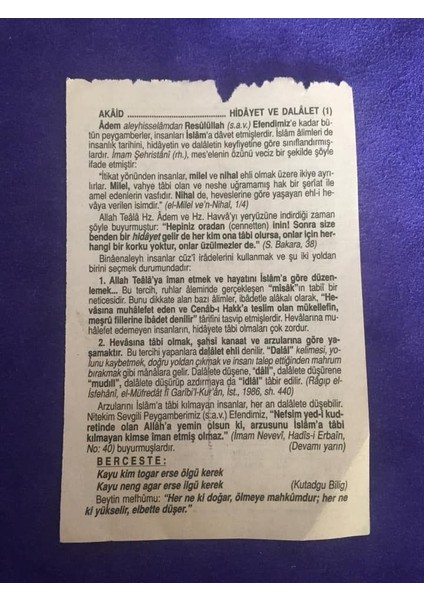 AKÂİD .............................. HİDÂYET VE DALÂLET (1)
Âdem aleyhisselâmdan Resûlüllah (s.a.v.) Efendimiz'e kadar bü-
tün peygamberler, insanları İslâm'a dâvet etmişlerdir. İslâm âlimleri de
insanlık tarihini, hidâyetin ve dalâletin keyfiyetine göre sınıflandırmış-
lardır. İmam Şehristanî (rh.), mes'elenin özünü veciz bir şekilde şöyle
ifade etmiştir:
"İtikat yönünden insanlar, milel ve nihal ehli olmak üzere ikiye ayrı-
lırlar. Milel, vahye tâbi olan ve neshe uğramamış hak bir şerîat ile
amel edenlerin vasfıdır. Nihal de, heveslerine göre yaşayan ehl-i he-
vâya verilen isimdir." (el-Milel ve'n-Nihal, 1/4)
Allah Teâlâ Hz. Âdem ve Hz. Havvâ'yı yeryüzüne indirdiği zaman
şöyle buyurmuştur: "Hepiniz oradan (cennetten) inin! Sonra size
benden bir hidâyet gelir de her kim ona tâbi olursa, onlar için her-
hangi bir korku yoktur, onlar üzülmezler de." (S. Bakara, 38)
Binâenaleyh insanlar cüz'î irâdelerini kullanmak ve şu iki yoldan
birini seçmek durumundadır:
1. Allah Teâlâ'ya îman etmek ve hayatını İslâm'a göre düzen-
lemek... Bu tercih, ruhlar âleminde gerçekleşen "mîsâk"ın tabiî bir
neticesidir. Bunu dikkate alan bazı âlimler, ibâdetle alâkalı olarak, "He-
vâsına muhâlefet eden ve Cenâb-ı Hakk'a teslim olan mükellefin,
meşrû fiillerine ibâdet denilir" târifini tasvip etmişlerdir. Hevâlarına mu-
hâlefet edemeyen insanların, hidâyete tâbi olmaları çok zordur.
2. Hevâsına tâbi olmak, şahsî kanaat ve arzularına göre ya-
şamaktır. Bu tercihi yapanlara dalâlet ehli denilir. "Dalâl" kelimesi, yo-
lunu kaybetmek, doğru yoldan çıkmak ve insanı talep ettiğinden mahrum
bırakmak gibi mânâlara gelir. Dalâlete düşene, "dâll", dalâlete düşürene
"mudıll", dalâlete düşürüp azdırmaya da "idlâl" tâbir edilir. (Râgıp el-
İsfehânî, el-Müfredât fî Garîbi'l-Kur'ân, İst., 1986, sh. 440)
Arzularını İslâm'a tâbi kılmayan insanlar, her an dalâlete düşebilir.
Nitekim Sevgili Peygamberimiz (s.a.v.) Efendimiz, "Nefsim yed-i kud-
retinde olan Allâh'a yemin olsun ki, arzusunu İslâm'a tâbi
kılmayan kimse îman etmiş olmaz." (İmam Nevevî, Hadîs-i Erbaîn,
No: 40) buyurmuşlardır. (Devamı yarın)
BERCESTE:
Kayu kim togar erse ölgü kerek
Kayu neng agar erse ilgü kerek (Kutadgu Bilig)
Beytin mefhûmu: "Her ne ki doğar, ölmeye mahkûmdur; her ne
ki yükselir, elbette düşer."